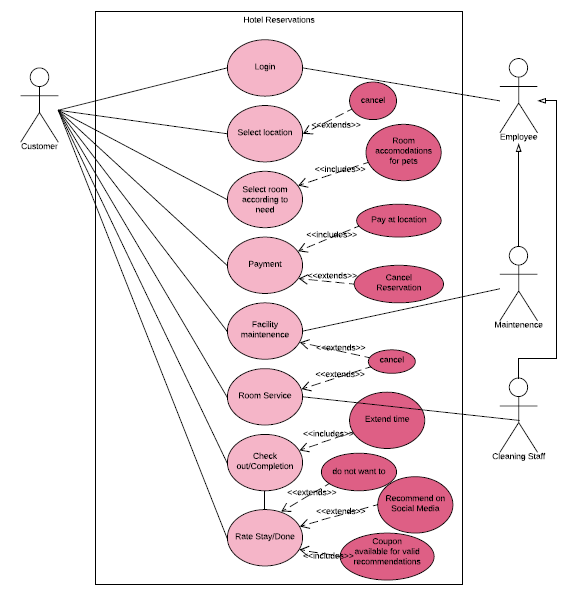 Hotel Reservations
Login
cancel
<<extends>>
Select location
Employee
Customer
Room
accomodations
for pets
<<includes>>
Select room
according to
need
Pay at location
<<includes>>
Payment
<<extends>>
Cancel
Reservation
Facility
maintenence
Maintenence
<<extends>>
cancel
<<extends>>
Room Service
Extend time
<<includes>>
Check
out/Completion
Cleaning Staff
do not want to
<<extends>>
Recommend on
Social Media
<<extends>>
Rate Stay/Done
Coupon
available for valid
recommendations
<<includes>>